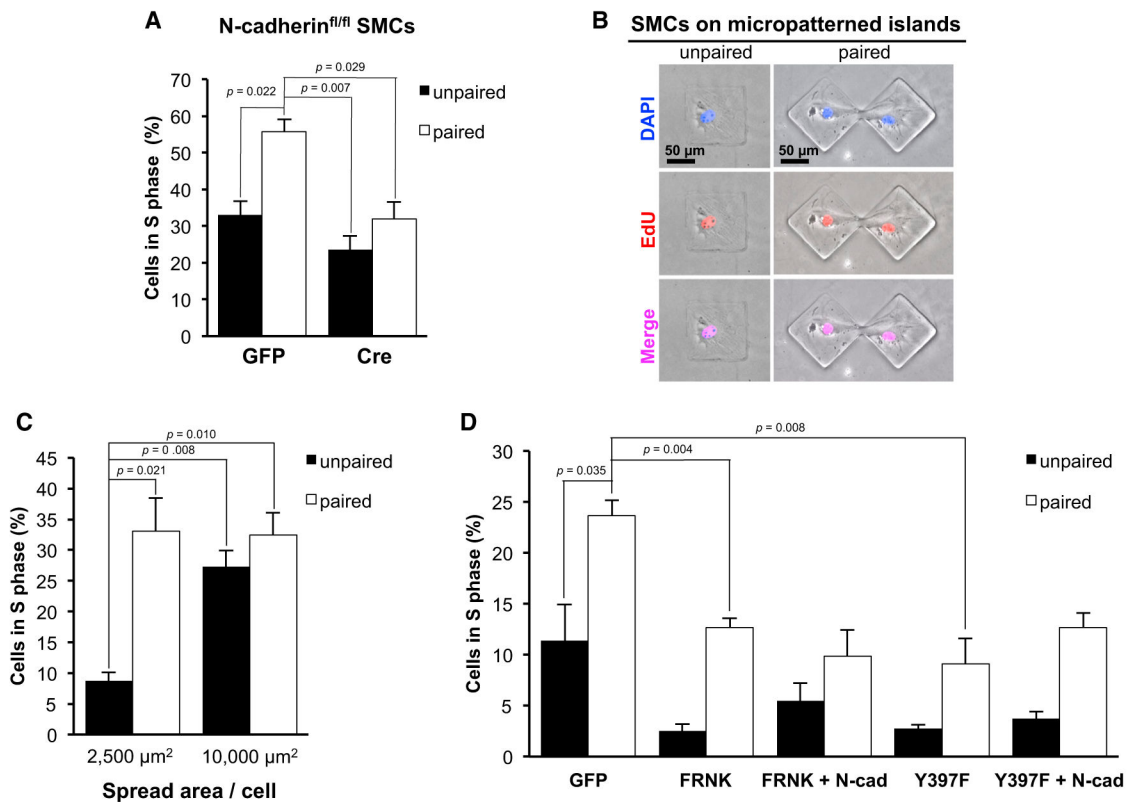 A
N-cadherin^fl/fl SMCs
p = 0.029
p = 0.022
p = 0.007
unpaired
paired
Cells in S phase (%)
70
60
50
40
30
20
10
0
GFP
Cre
B
SMCs on micropatterned islands
unpaired
paired
DAPI
50 µm
50 µm
EdU
Merge
C
p = 0.010
p = 0 .008
p = 0.021
unpaired
paired
Cells in S phase (%)
45
40
35
30
25
20
15
10
5
0
2,500 µm²
10,000 µm²
Spread area / cell
D
p = 0.008
p = 0.004
p = 0.035
unpaired
paired
Cells in S phase (%)
30
25
20
15
10
5
0
GFP
FRNK
FRNK + N-cad
Y397F
Y397F + N-cad